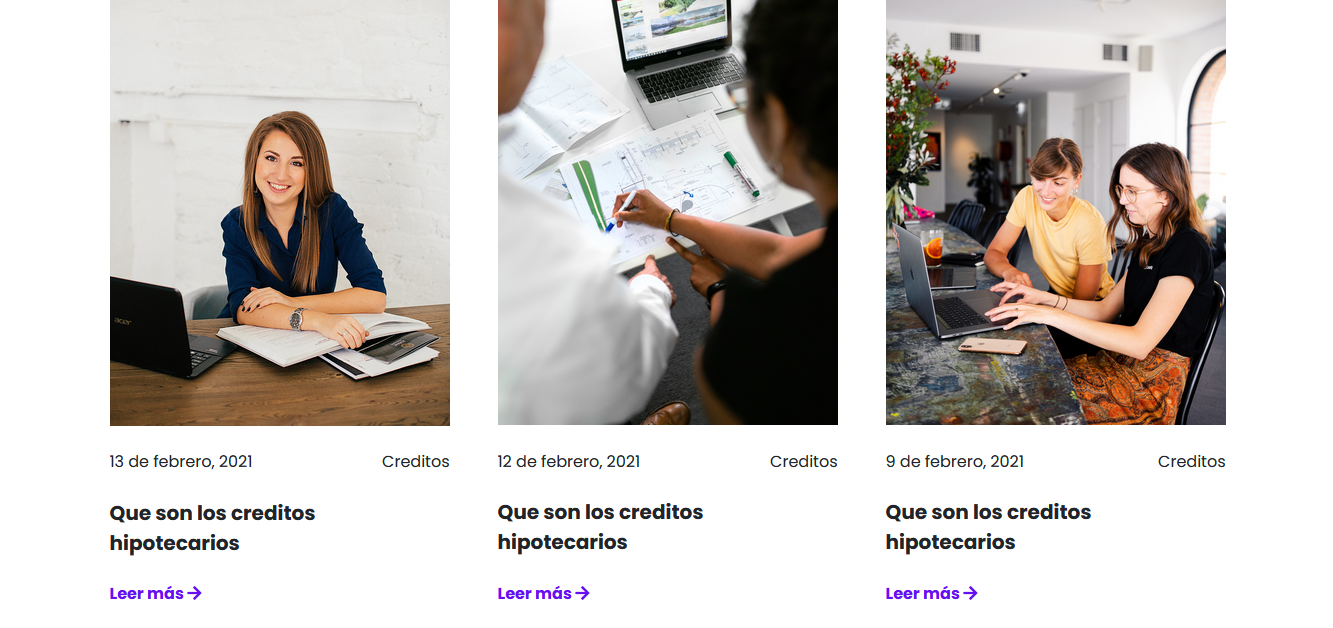 acer
13 de febrero, 2021
Creditos
Que son los creditos
hipotecarios
Leer más →
12 de febrero, 2021
Creditos
Que son los creditos
hipotecarios
Leer más →
9 de febrero, 2021
Creditos
Que son los creditos
hipotecarios
Leer más →